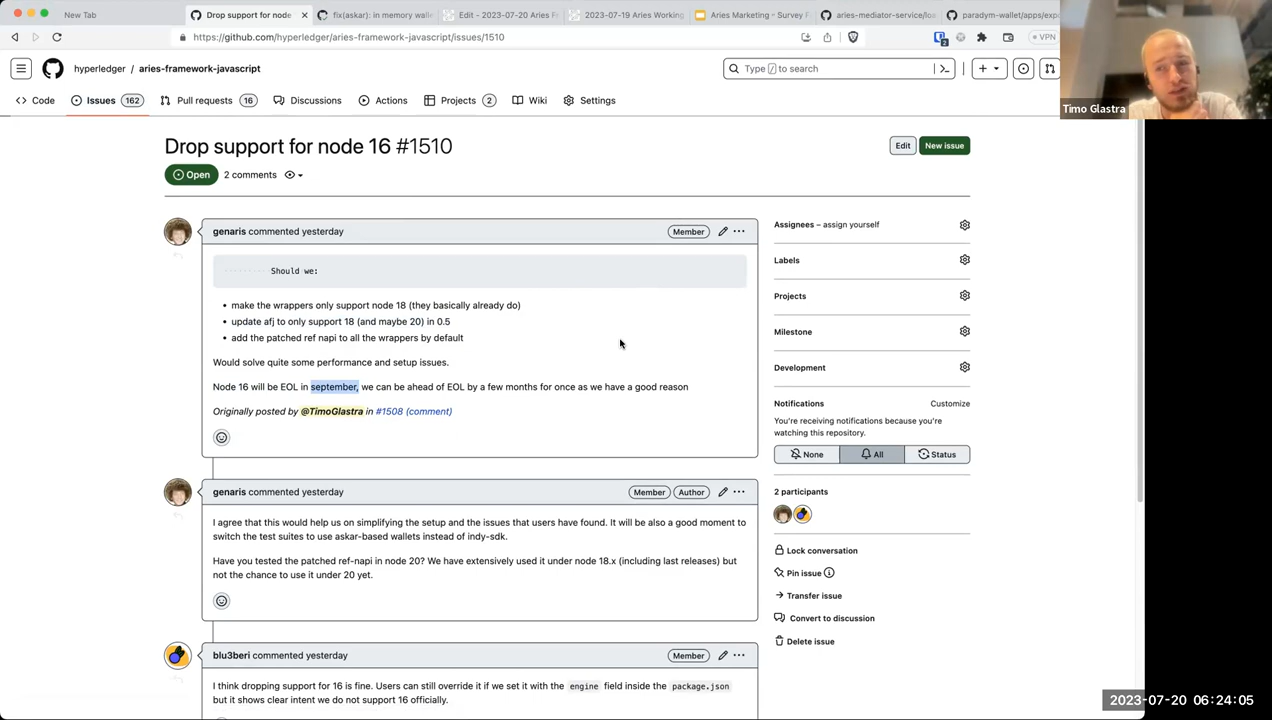 New Tab
Drop support for node
fix(askar): in memory walle
Edit - 2023-07-20 Aries Fr
2023-07-19 Aries Working
Aries Marketing – Survey F
aries-mediator-service/loa
paradym-wallet/apps/exp
https://github.com/hyperledger/aries-framework-javascript/issues/1510
2
VPN
hyperledger / aries-framework-javascript
Type / to search
Code
Issues 162
Pull requests 16
Discussions
Actions
Projects 2
Wiki
Settings
Timo Glastra
Drop support for node 16 #1510
Edit
New issue
Open
2 comments
genaris commented yesterday
Member
Should we:
• make the wrappers only support node 18 (they basically already do)
• update afj to only support 18 (and maybe 20) in 0.5
• add the patched ref napi to all the wrappers by default
Would solve quite some performance and setup issues.
Node 16 will be EOL in september, we can be ahead of EOL by a few months for once as we have a good reason
Originally posted by @TimoGlastra in #1508 (comment)
genaris commented yesterday
Member
Author
I agree that this would help us on simplifying the setup and the issues that users have found. It will be also a good moment to
switch the test suites to use askar-based wallets instead of indy-sdk.
Have you tested the patched ref-napi in node 20? We have extensively used it under node 18.x (including last releases) but
not the chance to use it under 20 yet.
blu3beri commented yesterday
Member
I think dropping support for 16 is fine. Users can still override it if we set it with the engine field inside the package.json
but it shows clear intent we do not support 16 officially.
Assignees – assign yourself
Labels
Projects
Milestone
Development
Notifications
Customize
You're receiving notifications because you're
watching this repository.
None
All
Status
2 participants
Lock conversation
Pin issue
Transfer issue
Convert to discussion
Delete issue
2023-07-20 06:24:05